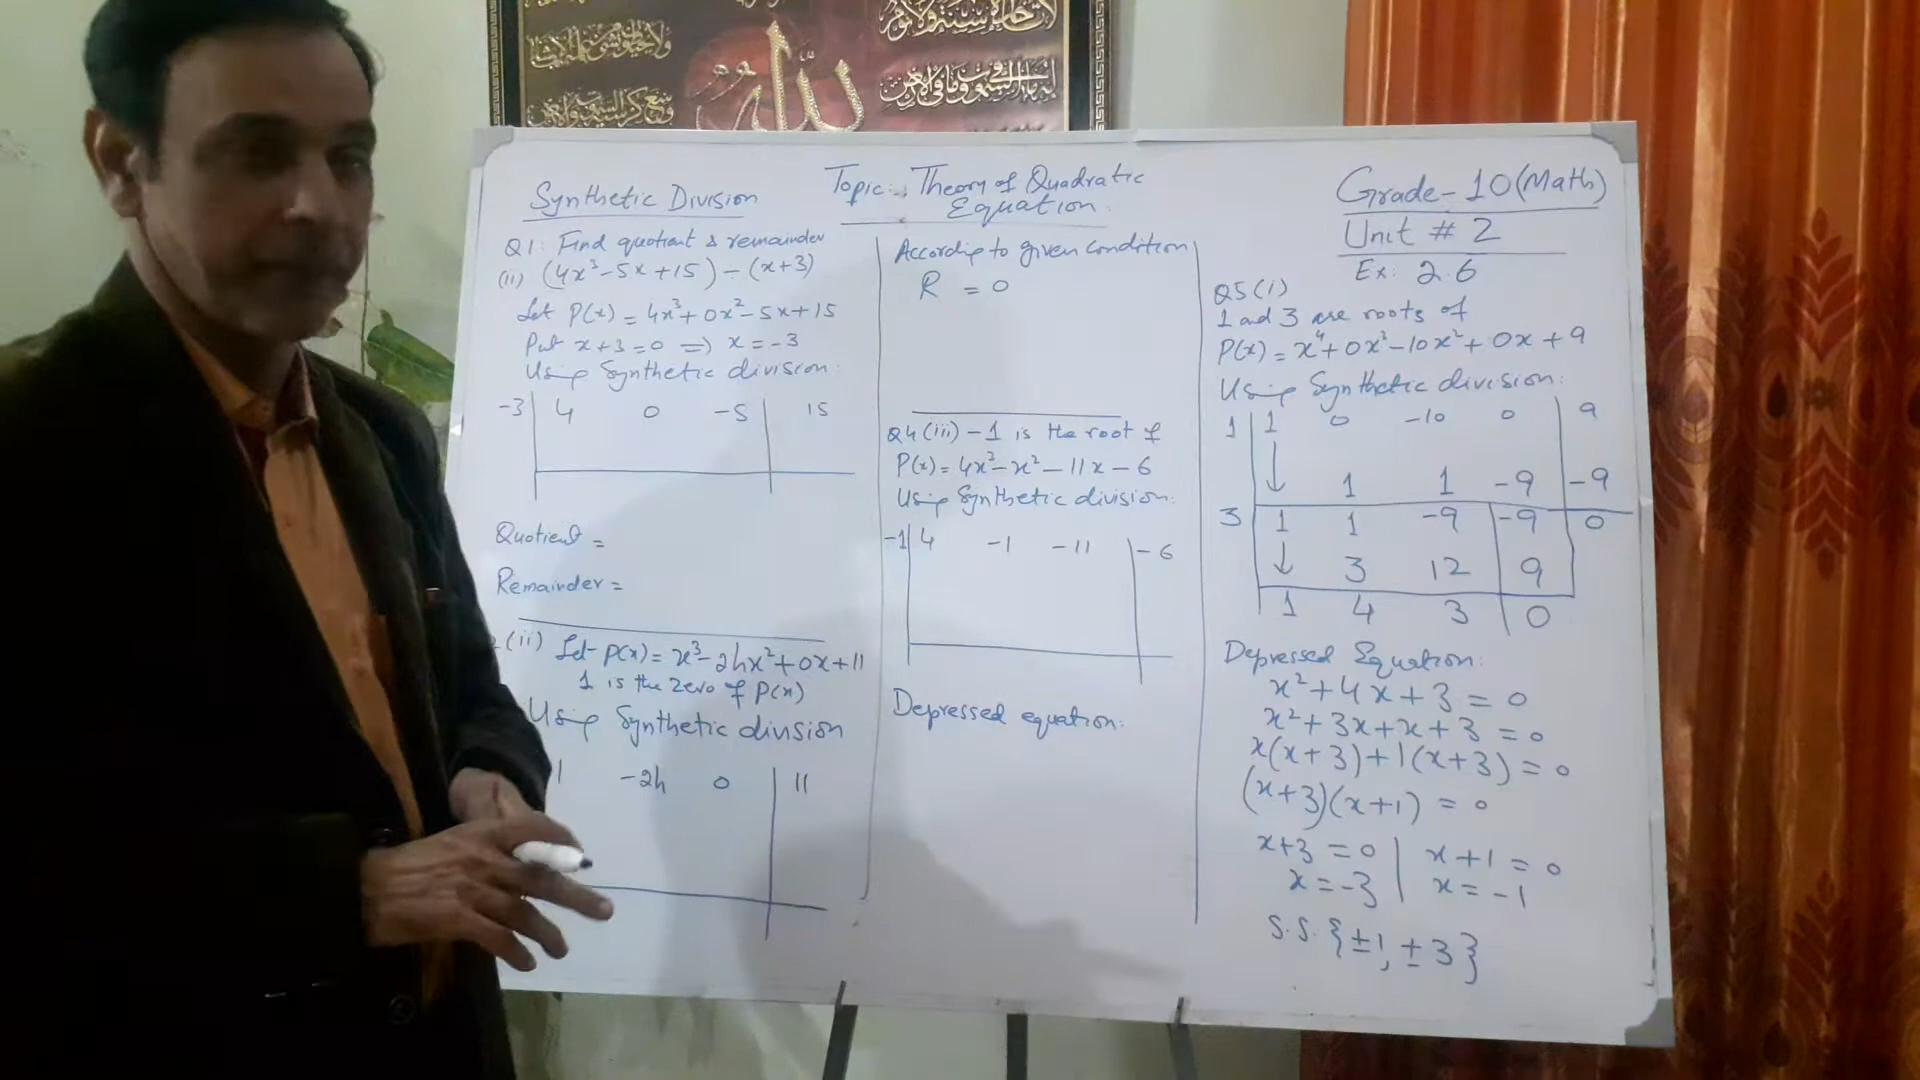 Synthetic Division
Topic: Theory of Quadratic
Equation.
Grade-10(Math)
Unit # 2
Ex: 2.6
Q1: Find quotient & remainder
(ii) (4x³-5x+15) ÷ (x+3)
Let P(x) = 4x³+0x²-5x+15
Put x+3=0 => x=-3
Using Synthetic division:
-3 4 0 -5 15
Quotient =
Remainder =
(ii) Let P(x) = x³-2hx²+0x+11
1 is the zero of P(x)
Using Synthetic division
1 -2h 0 11
According to given condition
R = 0
Q4(iii) -1 is the root of
P(x) = 4x³-x²-11x-6
Using Synthetic division:
-1 4 -1 -11 -6
Depressed equation:
Q5(i)
1 and 3 are roots of
P(x) = x⁴+0x³-10x²+0x+9
Using Synthetic division:
1 1 0 -10 0 9
↓ 1 1 -9 -9
3 1 1 -9 -9 0
↓ 3 12 9
1 4 3 0
Depressed Equation:
x²+4x+3=0
x²+3x+x+3=0
x(x+3)+1(x+3)=0
(x+3)(x+1)=0
x+3=0 | x+1=0
x=-3 | x=-1
S.S. {±1, ±3}